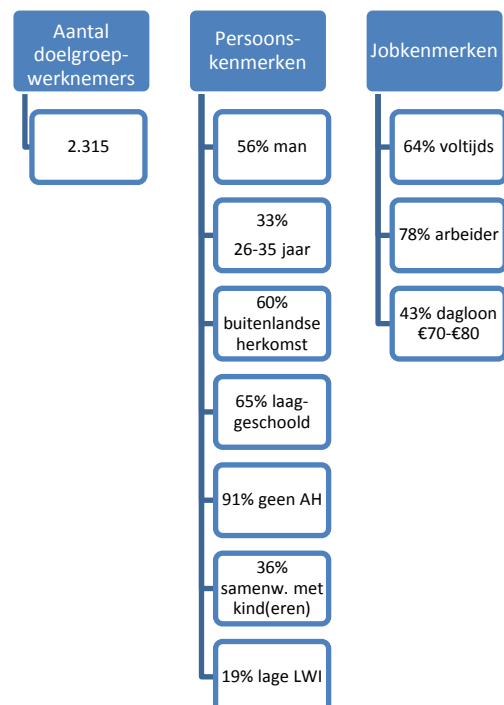 Aantal
doelgroep-
werknemers
2.315
Persoons-
kenmerken
56% man
33%
26-35 jaar
60%
buitenlandse
herkomst
65% laag-
geschoold
91% geen AH
36%
samenw. met
kind(eren)
19% lage LWI
Jobkenmerken
64% voltijds
78% arbeider
43% dagloon
€70-€80